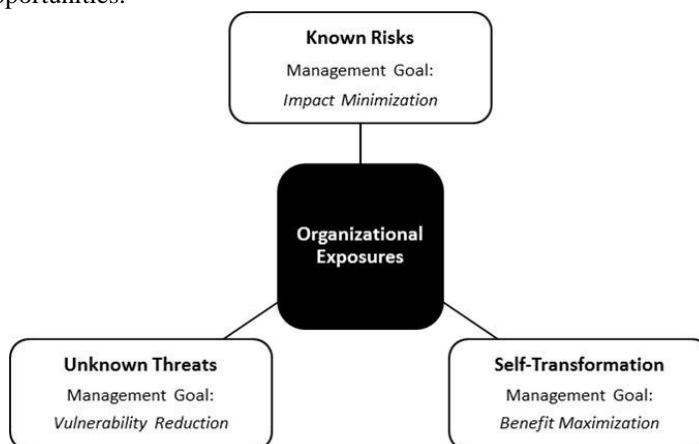 Known Risks
Management Goal:
Impact Minimization
Organizational
Exposures
Unknown Threats
Management Goal:
Vulnerability Reduction
Self-Transformation
Management Goal:
Benefit Maximization